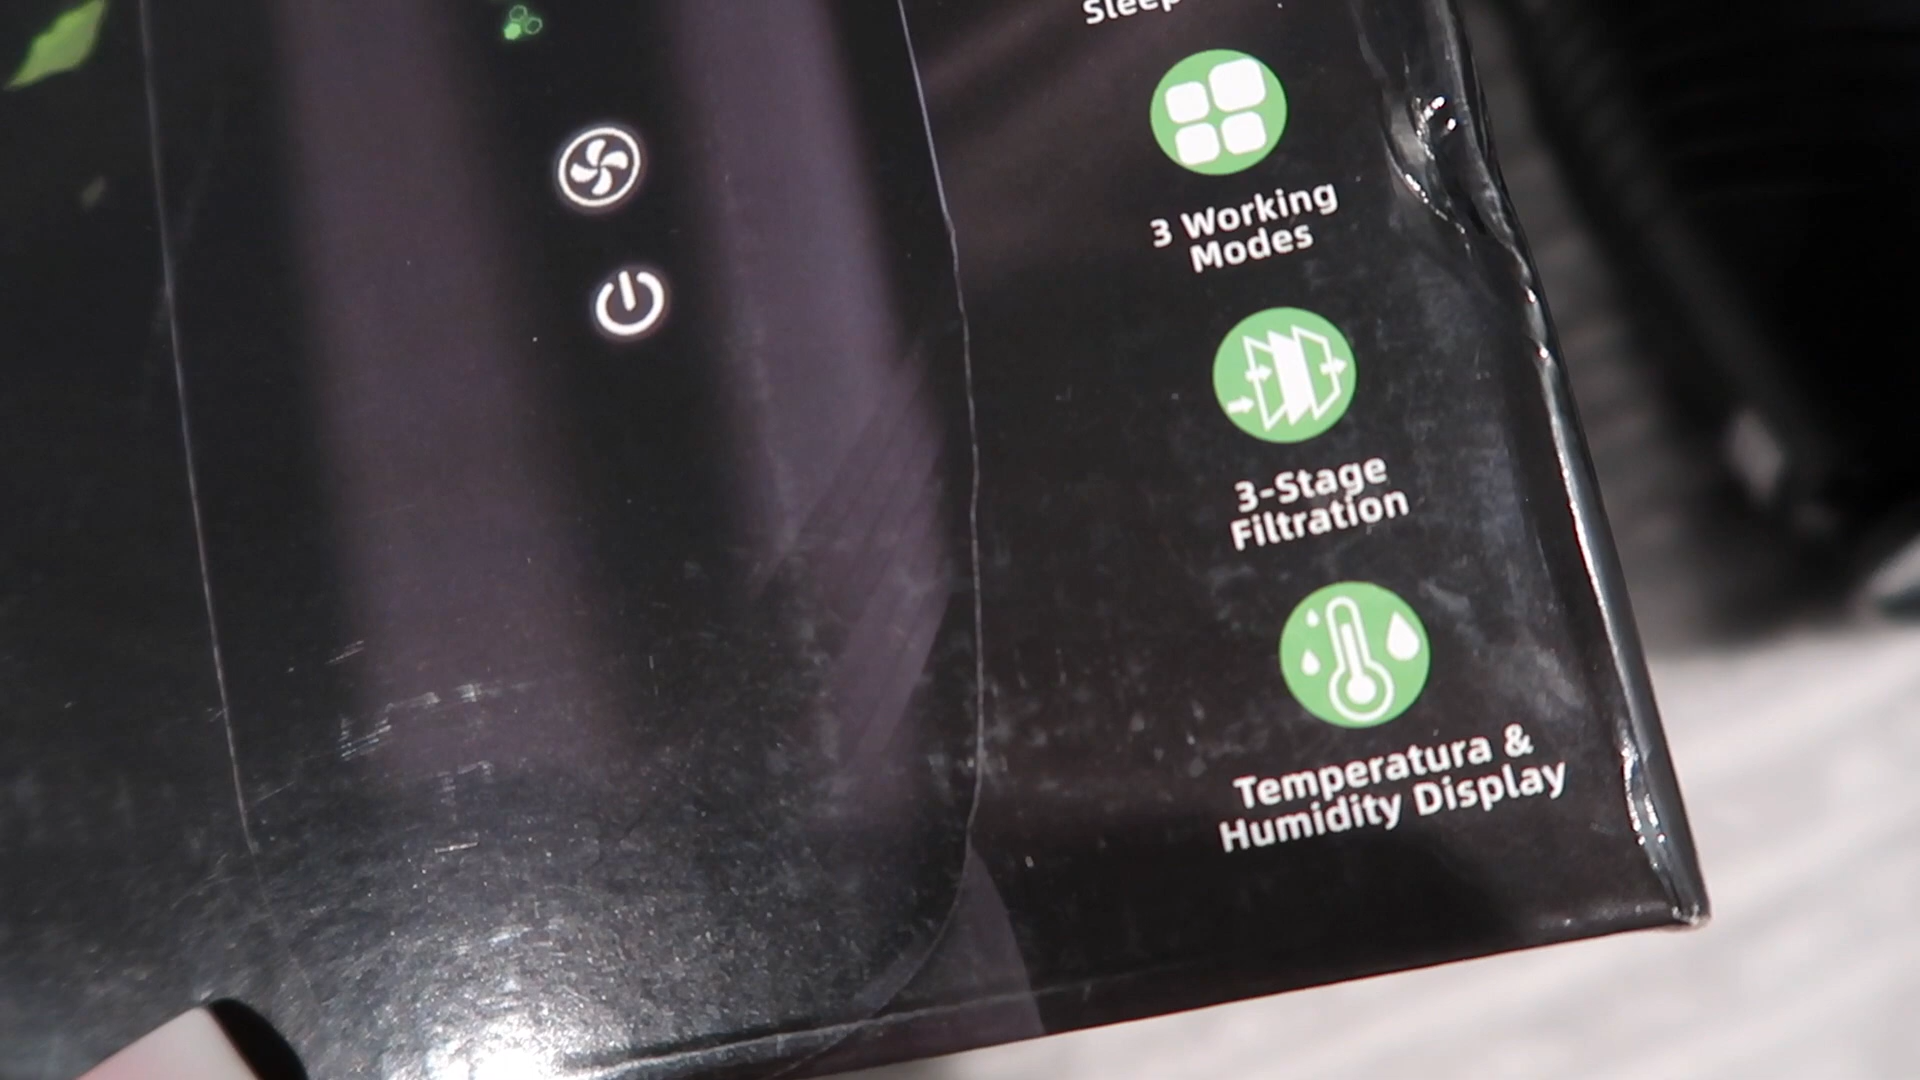 Sleep
3 Working
Modes
3-Stage
Filtration
Temperatura &
Humidity Display